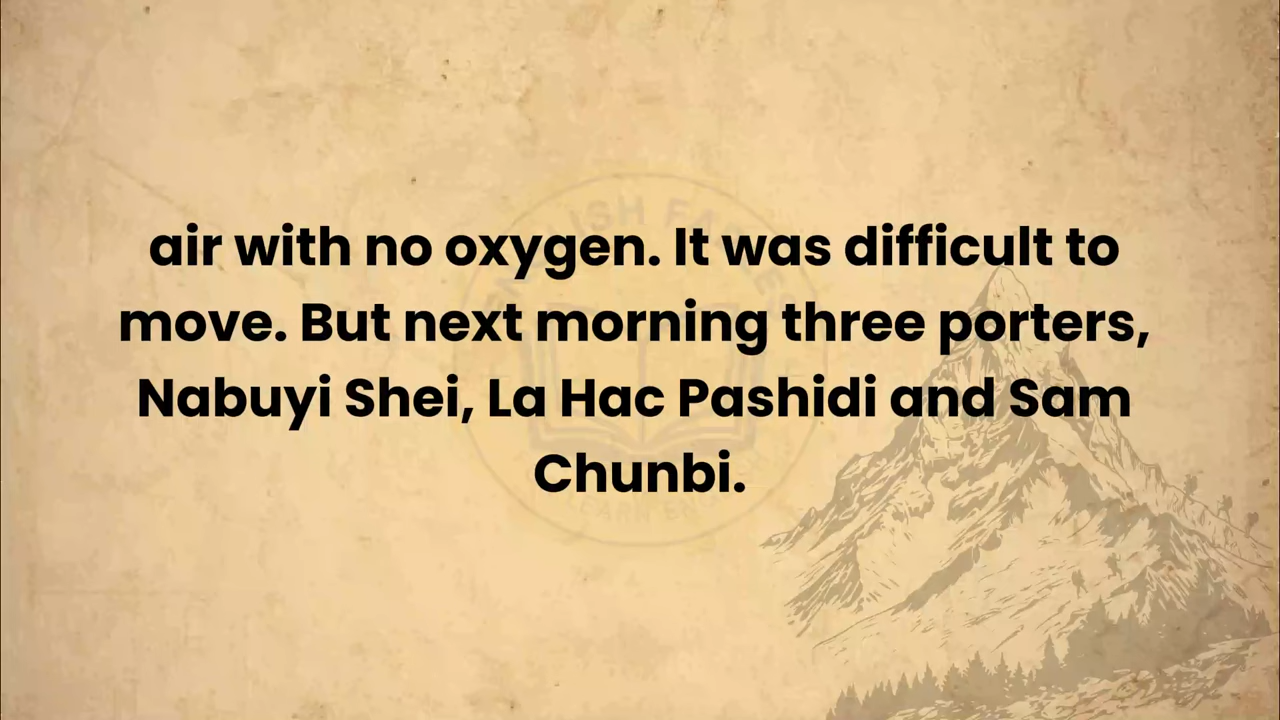 air with no oxygen. It was difficult to
move. But next morning three porters,
Nabuyi Shei, La Hac Pashidi and Sam
Chunbi.